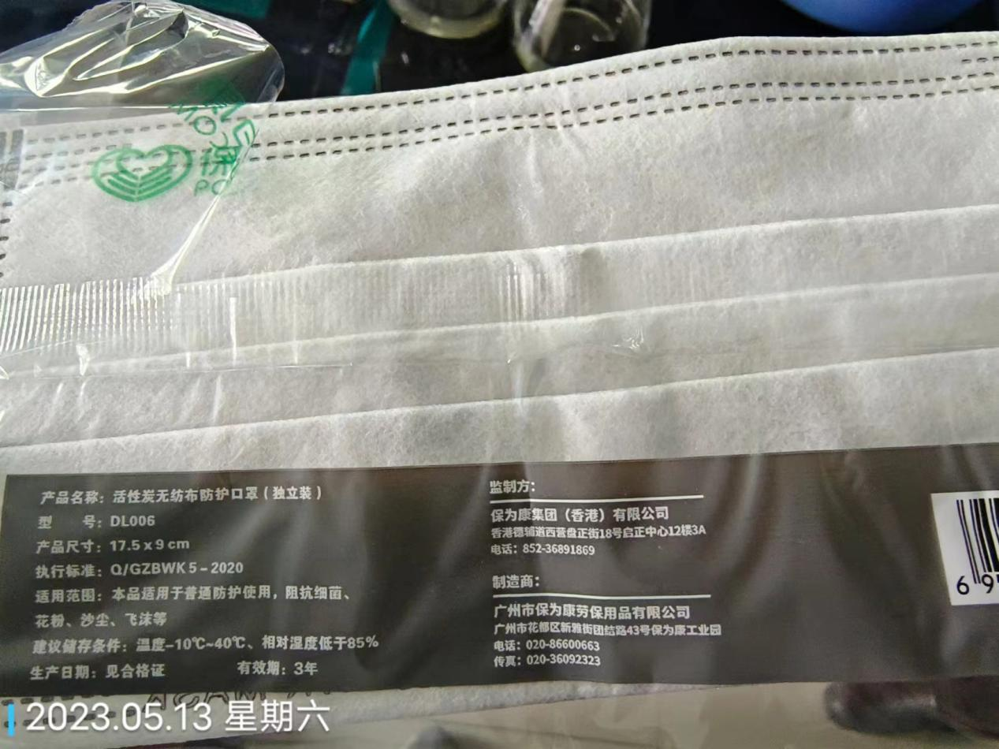 保
产品名称：活性炭无纺布防护口罩（独立装）
型 号：DL006
产品尺寸：17.5 x 9 cm
执行标准：Q/GZBWK 5-2020
适用范围：本品适用于普通防护使用，阻抗细菌、
花粉、沙尘、飞沫等
建议储存条件：温度-10℃~40℃、相对湿度低于85%
生产日期：见合格证 有效期：3年
监制方：
保为康集团（香港）有限公司
香港德辅道西营盘正街18号启正中心12楼3A
电话：852-36891869
制造商：
广州市保为康劳保用品有限公司
广州市花都区新雅街团结路43号保为康工业园
电话：020-86600663
传真：020-36092323
6 9
2023.05.13 星期六